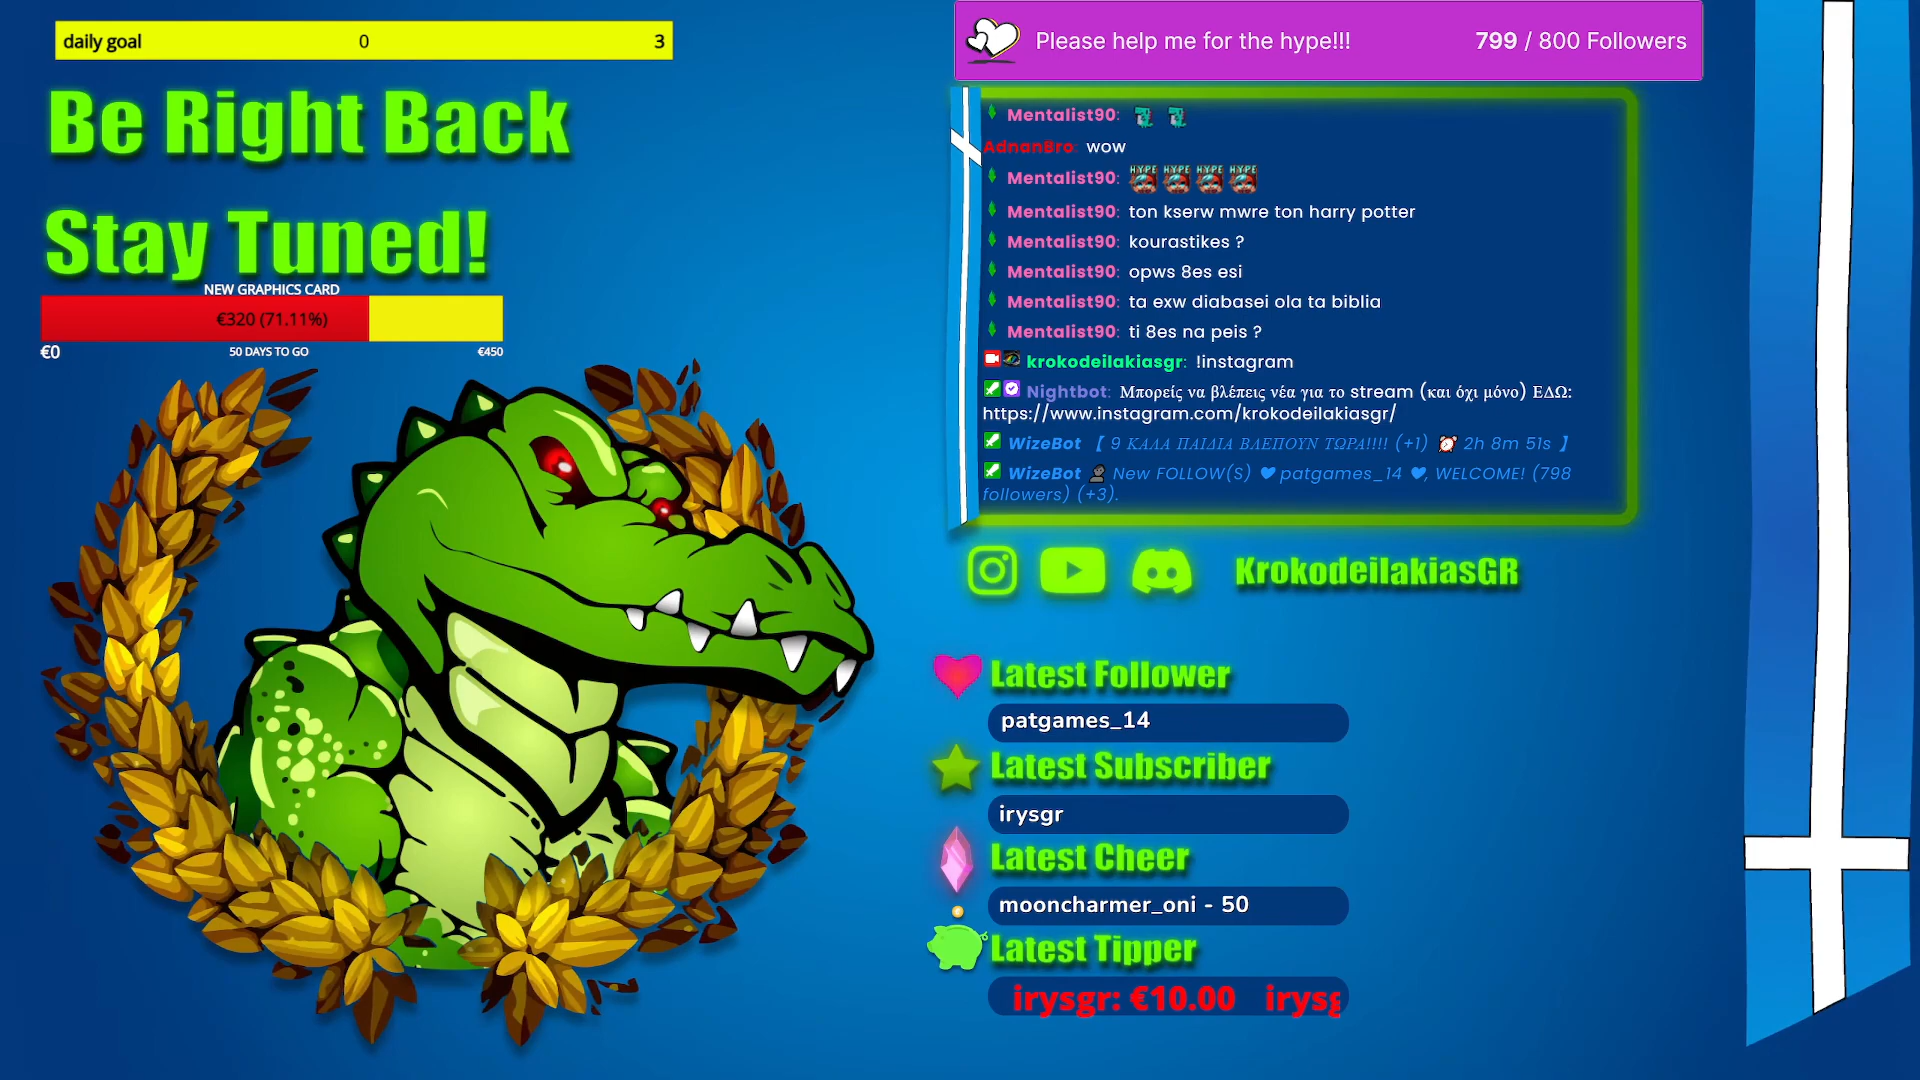 daily goal 0 3
Be Right Back
Stay Tuned!
NEW GRAPHICS CARD
€320 (71.11%)
€0 50 DAYS TO GO €450
Please help me for the hype!!! 799 / 800 Followers
Mentalist90:
AdnanBro: wow
Mentalist90: HYPE HYPE HYPE HYPE
Mentalist90: ton kserw mwre ton harry potter
Mentalist90: kourastikes ?
Mentalist90: opws 8es esi
Mentalist90: ta exw diabasei ola ta biblia
Mentalist90: ti 8es na peis ?
krokodeilakiasgr: !instagram
Nightbot: Μπορείς να βλέπεις νέα για το stream (και όχι μόνο) ΕΔΩ:
https://www.instagram.com/krokodeilakiasgr/
WizeBot 【 9 ΚΑΛΑ ΠΑΙΔΙΑ ΒΛΕΠΟΥΝ ΤΩΡΑ!!!! (+1) ⏰ 2h 8m 51s 】
WizeBot New FOLLOW(S) ♥ patgames_14 ♥, WELCOME! (798
followers) (+3).
KrokodeilakiasGR
Latest Follower
patgames_14
Latest Subscriber
irysgr
Latest Cheer
mooncharmer_oni - 50
Latest Tipper
irysgr: €10.00 irysg